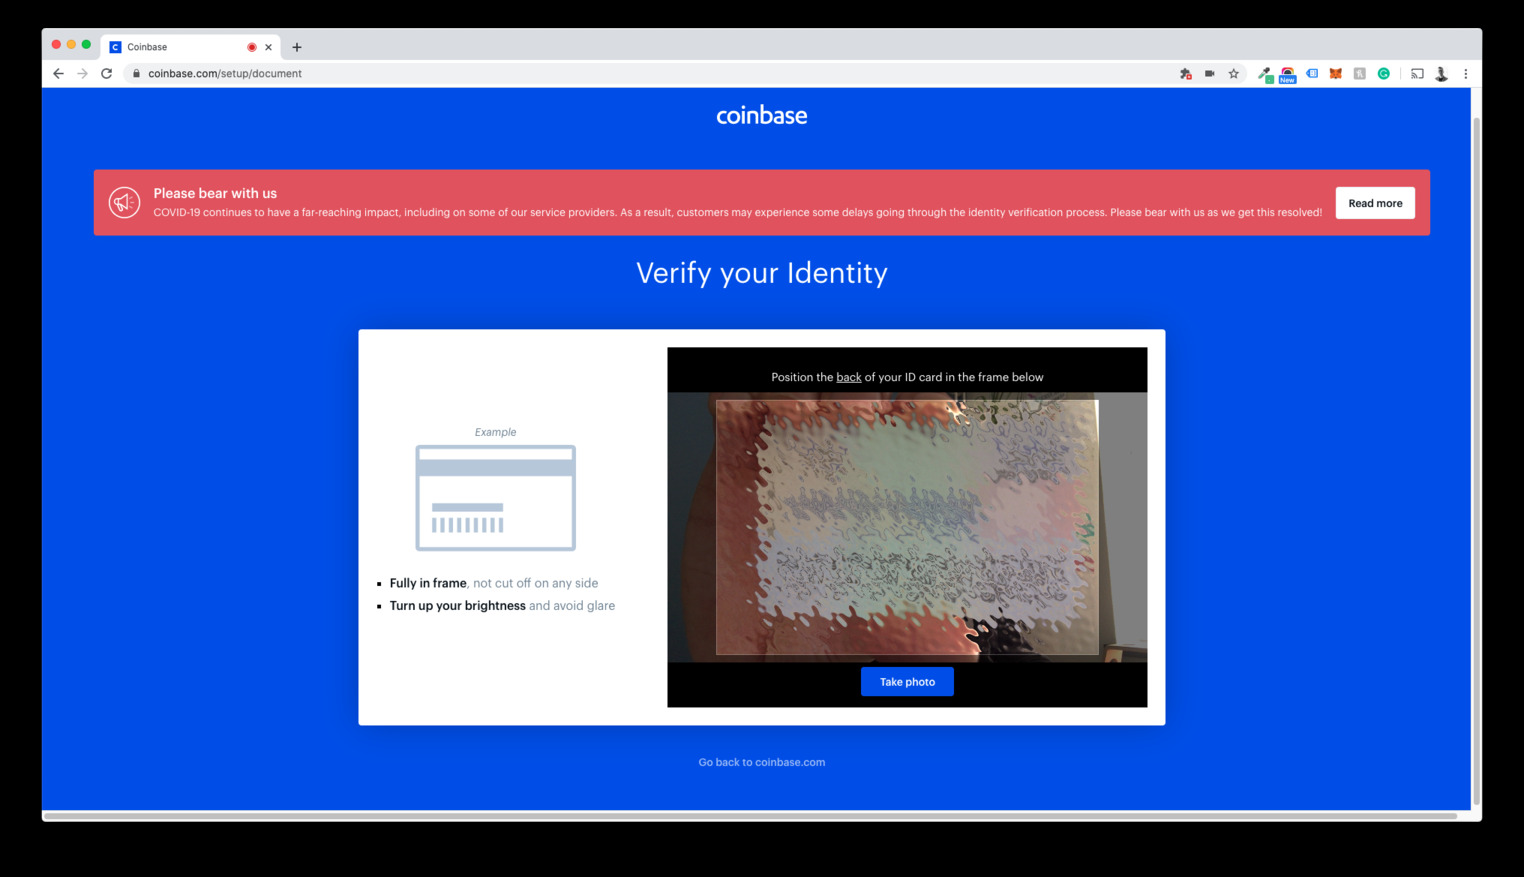 Coinbase
coinbase.com/setup/document
New
coinbase
Please bear with us
COVID-19 continues to have a far-reaching impact, including on some of our service providers. As a result, customers may experience some delays going through the identity verification process. Please bear with us as we get this resolved!
Read more
Verify your Identity
Position the back of your ID card in the frame below
Example
Fully in frame, not cut off on any side
Turn up your brightness and avoid glare
Take photo
Go back to coinbase.com